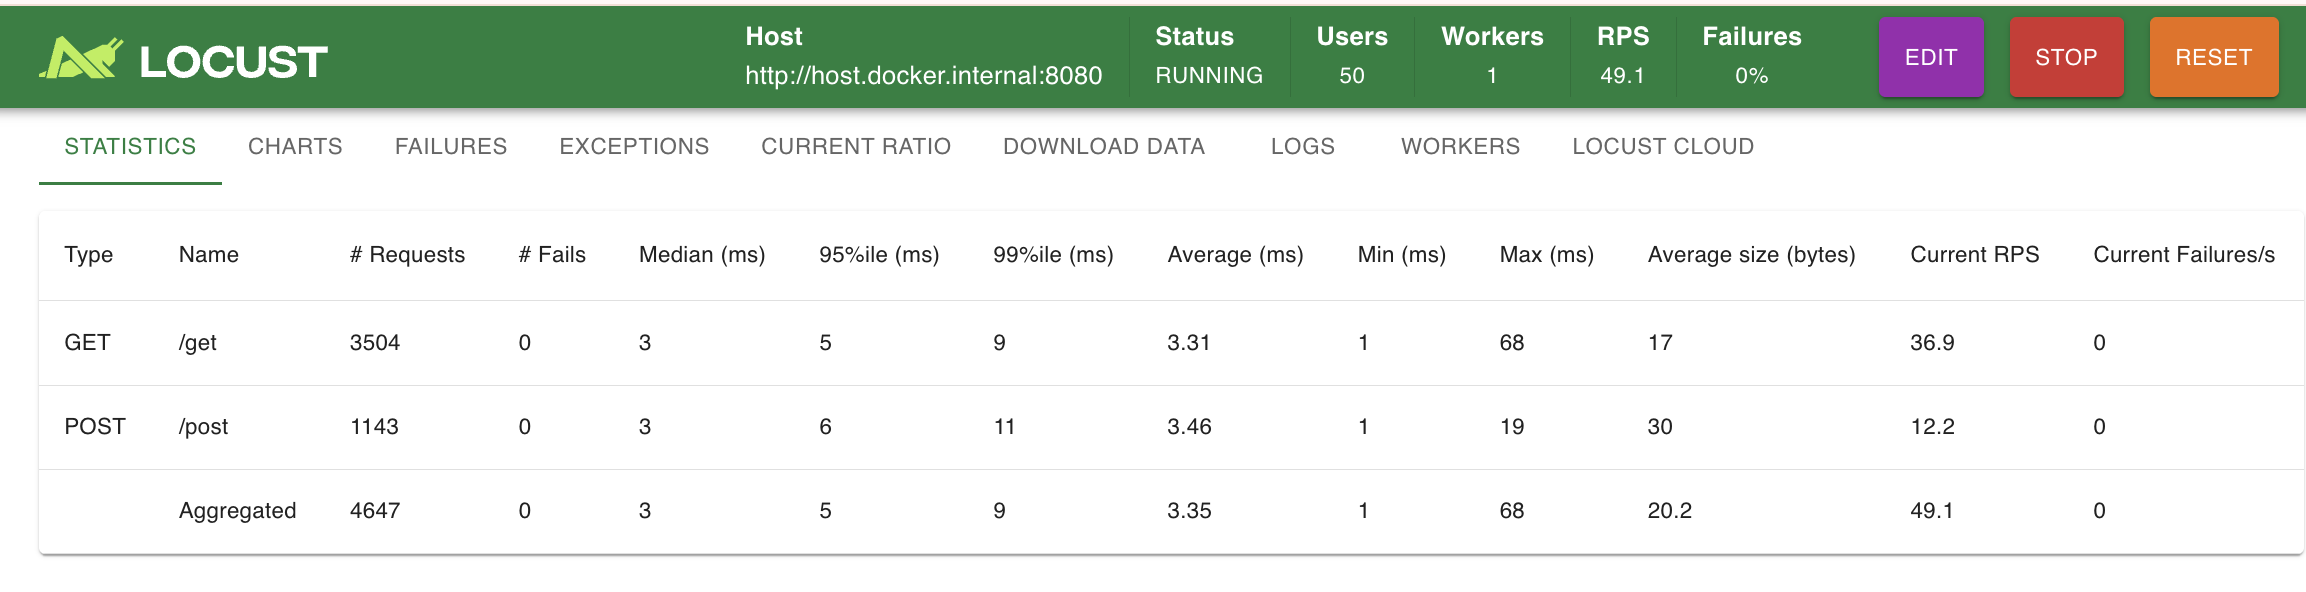 LOCUST
Host Status Users Workers RPS Failures
http://host.docker.internal:8080 RUNNING 50 1 49.1 0%
EDIT STOP RESET
STATISTICS CHARTS FAILURES EXCEPTIONS CURRENT RATIO DOWNLOAD DATA LOGS WORKERS LOCUST CLOUD
Type Name # Requests # Fails Median (ms) 95%ile (ms) 99%ile (ms) Average (ms) Min (ms) Max (ms) Average size (bytes) Current RPS Current Failures/s
GET /get 3504 0 3 5 9 3.31 1 68 17 36.9 0
POST /post 1143 0 3 6 11 3.46 1 19 30 12.2 0
Aggregated 4647 0 3 5 9 3.35 1 68 20.2 49.1 0